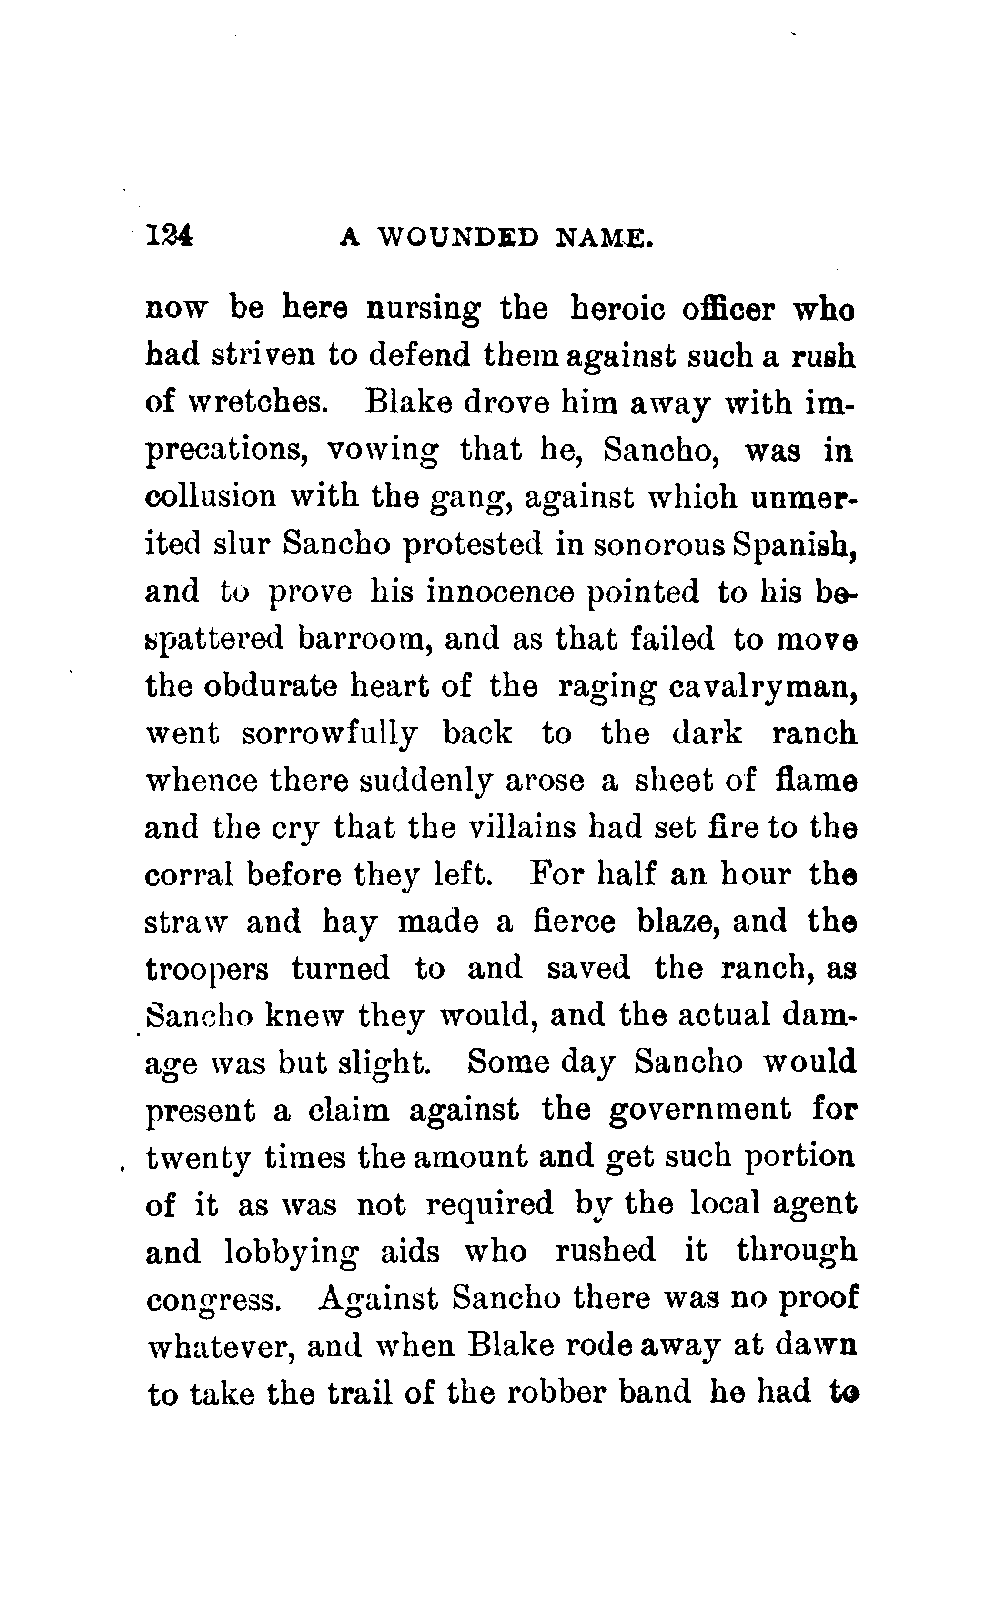 124 A WOUNDED NAME.
now be here nursing the heroic officer who
had striven to defend them against such a rush
of wretches. Blake drove him away with im-
precations, vowing that he, Sancho, was in
collusion with the gang, against which unmer-
ited slur Sancho protested in sonorous Spanish,
and to prove his innocence pointed to his be-
spattered barroom, and as that failed to move
the obdurate heart of the raging cavalryman,
went sorrowfully back to the dark ranch
whence there suddenly arose a sheet of flame
and the cry that the villains had set fire to the
corral before they left. For half an hour the
straw and hay made a fierce blaze, and the
troopers turned to and saved the ranch, as
Sancho knew they would, and the actual dam-
age was but slight. Some day Sancho would
present a claim against the government for
twenty times the amount and get such portion
of it as was not required by the local agent
and lobbying aids who rushed it through
congress. Against Sancho there was no proof
whatever, and when Blake rode away at dawn
to take the trail of the robber band he had to